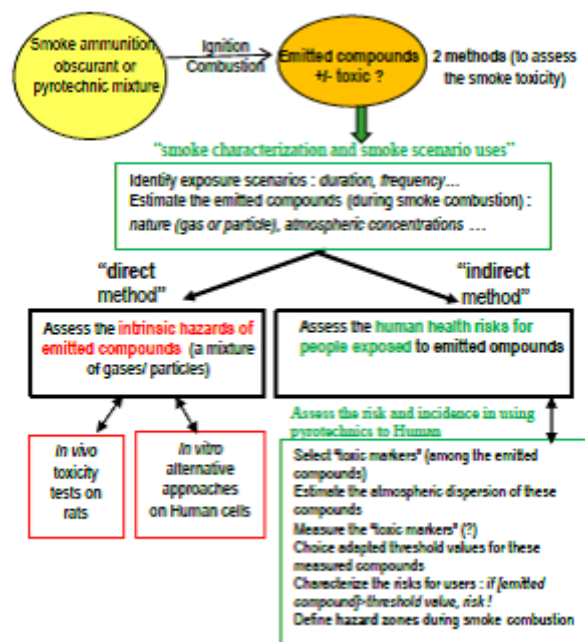 Smoke ammunition,
obscurant or
pyrotechnic mixture
Ignition
Combustion
Emitted compounds
+/- toxic ?
2 methods (to assess
the smoke toxicity)
"smoke characterization and smoke scenario uses"
Identify exposure scenarios : duration, frequency...
Estimate the emitted compounds (during smoke combustion) :
nature (gas or particle), atmospheric concentrations ...
"direct
method"
"indirect
method"
Assess the intrinsic hazards of
emitted compounds (a mixture
of gases/ particles)
Assess the human health risks for
people exposed to emitted ompounds
In vivo
toxicity
tests on
rats
In vitro
alternative
approaches
on Human cells
Assess the risk and incidence in using
pyrotechnics to Human
Select "toxic markers" (among the emitted
compounds)
Estimate the atmospheric dispersion of these
compounds
Measure the "toxic markers" (?)
Choice adapted threshold values for these
measured compounds
Characterize the risks for users : if [emitted
compound]>threshold value, risk !
Define hazard zones during smoke combustion